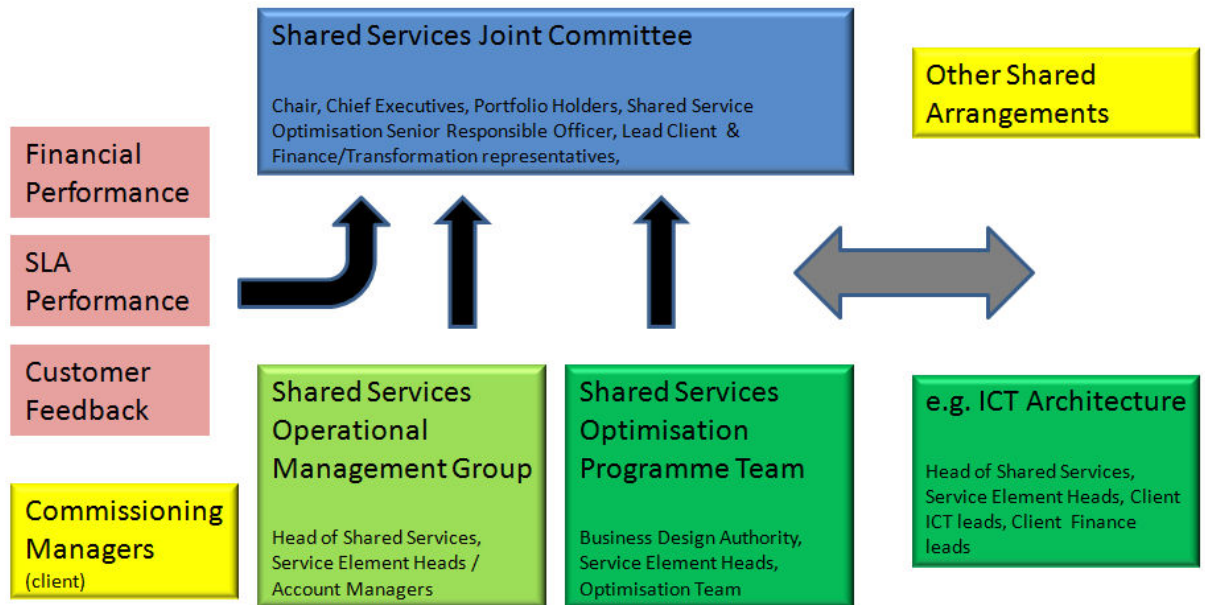 Shared Services Joint Committee
Chair, Chief Executives, Portfolio Holders, Shared Service
Optimisation Senior Responsible Officer, Lead Client &
Finance/Transformation representatives,
Other Shared
Arrangements
Financial
Performance
SLA
Performance
Customer
Feedback
Commissioning
Managers
(client)
Shared Services
Operational
Management Group
Head of Shared Services,
Service Element Heads /
Account Managers
Shared Services
Optimisation
Programme Team
Business Design Authority,
Service Element Heads,
Optimisation Team
e.g. ICT Architecture
Head of Shared Services,
Service Element Heads, Client
ICT leads, Client Finance
leads